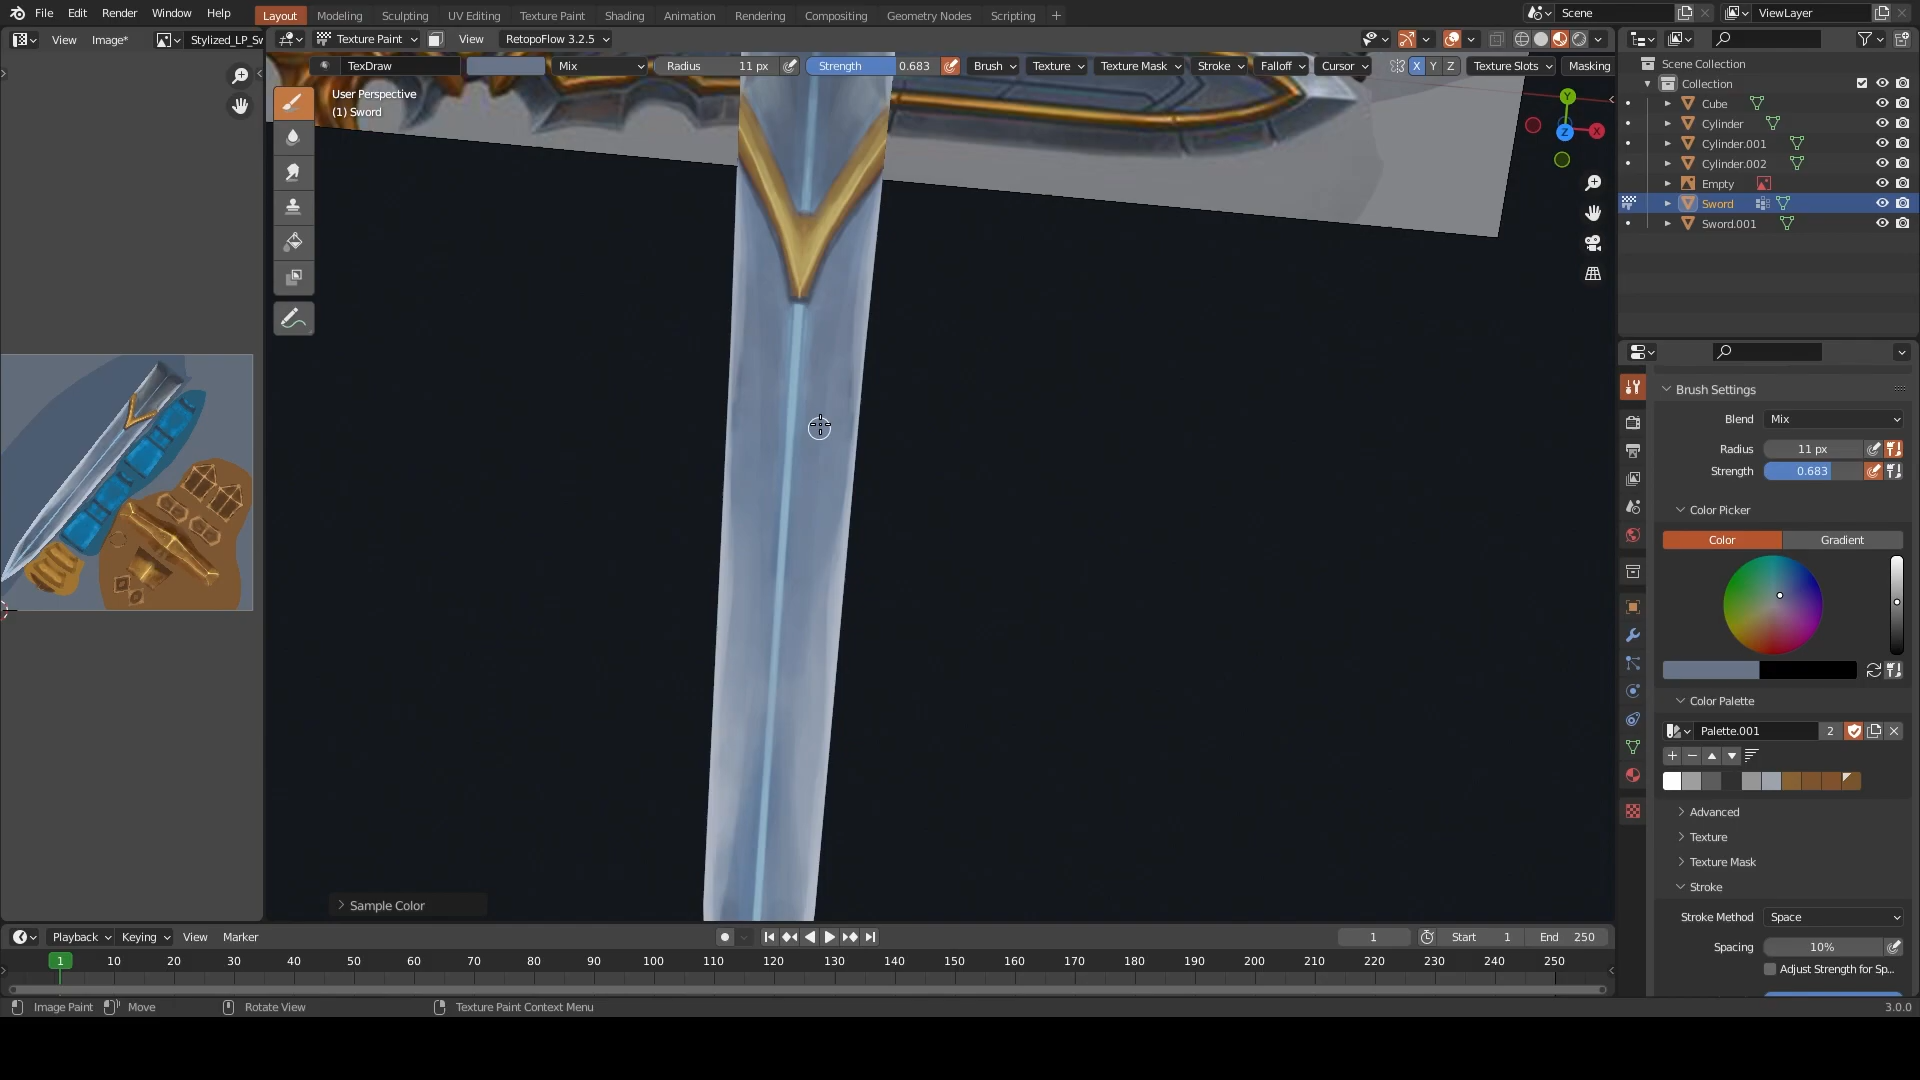 File Edit Render Window Help Layout Modeling Sculpting UV Editing Texture Paint Shading Animation Rendering Compositing Geometry Nodes Scripting + Scene ViewLayer
View Image* Stylized_LP_Sw Texture Paint View RetopoFlow 3.2.5
TexDraw Mix Radius 11 px Strength 0.683 Brush Texture Texture Mask Stroke Falloff Cursor X Y Z Texture Slots Masking
Scene Collection
Collection
User Perspective
(1) Sword
Y
X
Z
Cube
Cylinder
Cylinder.001
Cylinder.002
Empty
Sword
Sword.001
Brush Settings
Blend Mix
Radius 11 px
Strength 0.683
Color Picker
Color Gradient
Color Palette
Palette.001 2
Advanced
Texture
Texture Mask
Stroke
Stroke Method Space
Spacing 10%
Adjust Strength for Sp...
Sample Color
Playback Keying View Marker 1 Start 1 End 250
1 10 20 30 40 50 60 70 80 90 100 110 120 130 140 150 160 170 180 190 200 210 220 230 240 250
Image Paint Move Rotate View Texture Paint Context Menu 3.0.0